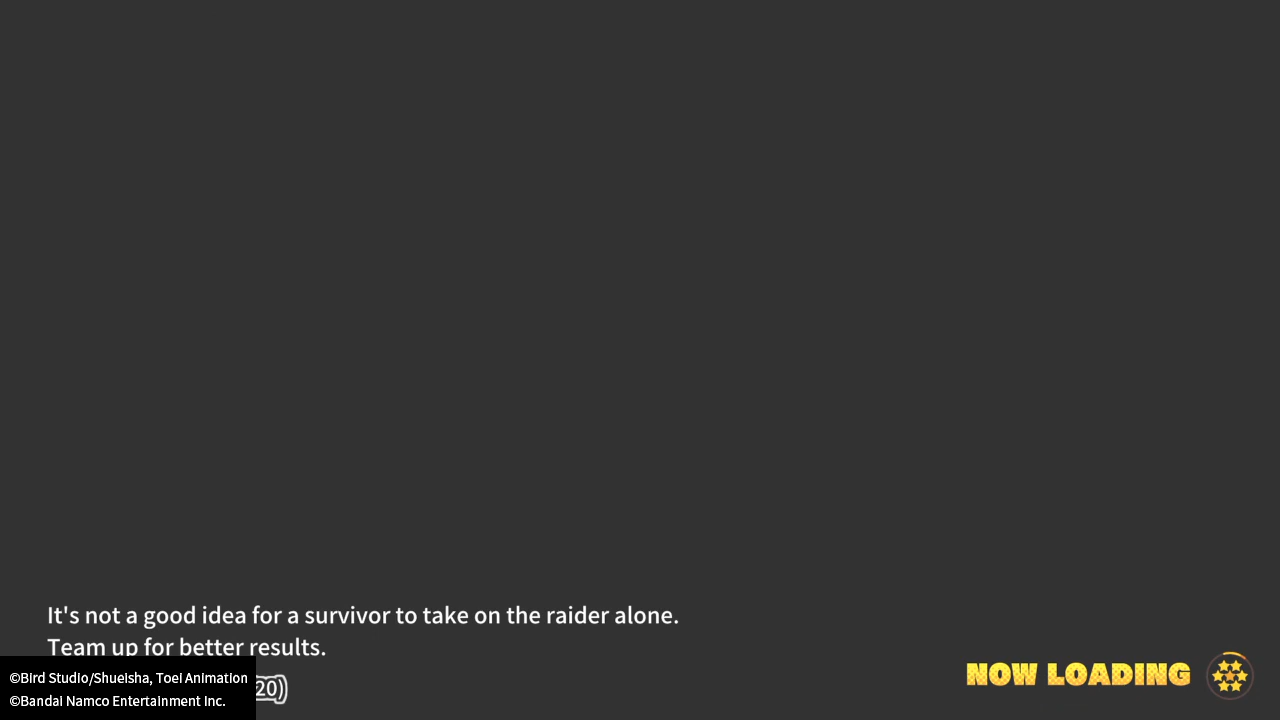 It's not a good idea for a survivor to take on the raider alone.
Team up for better results.
©Bird Studio/Shueisha, Toei Animation
©Bandai Namco Entertainment Inc.
20)
NOW LOADING